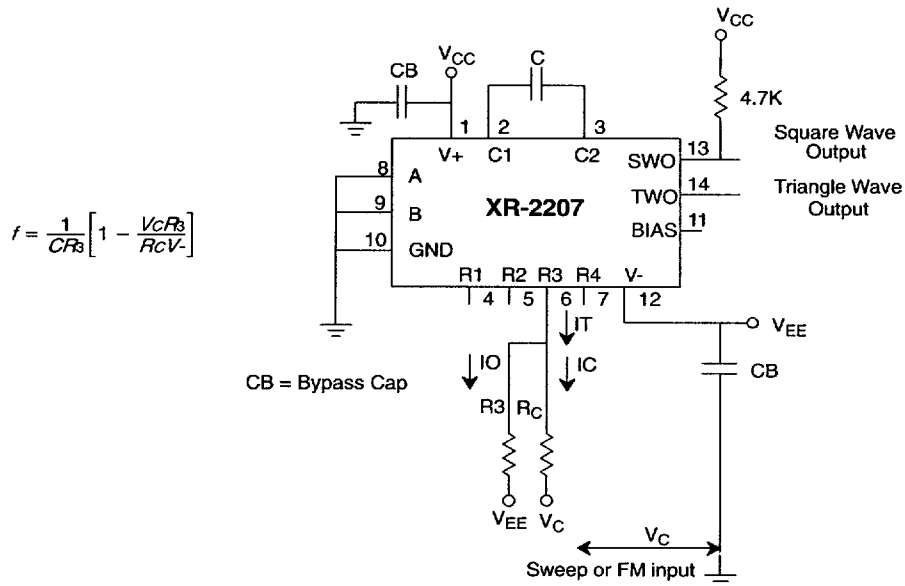 VCC
CB
VCC
C
4.7K
1
2
3
V+
C1
C2
SWO
13
Square Wave
Output
8
A
TWO
14
Triangle Wave
Output
XR-2207
9
B
BIAS
11
f = 1/CR3 [1 - VCR3/RCV-]
10
GND
R1
R2
R3
R4
V-
4
5
6
7
12
IT
VEE
IO
IC
CB
CB = Bypass Cap
R3
RC
VEE
VC
VC
Sweep or FM input